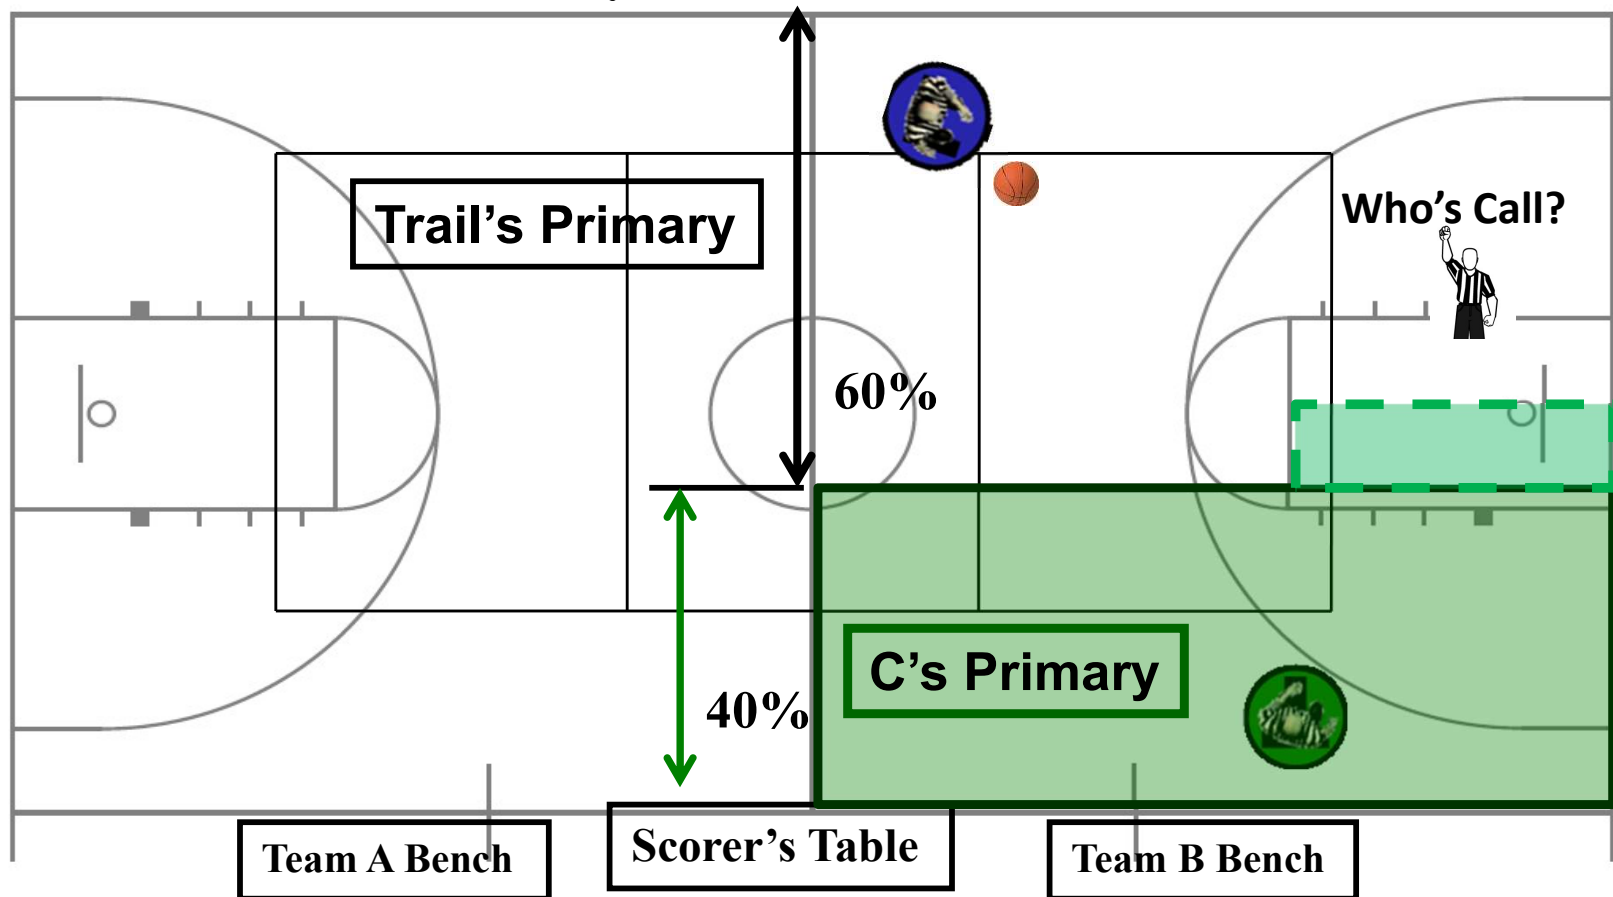 Who's Call?
Trail's Primary
60%
C's Primary
40%
Scorer's Table
Team A Bench
Team B Bench